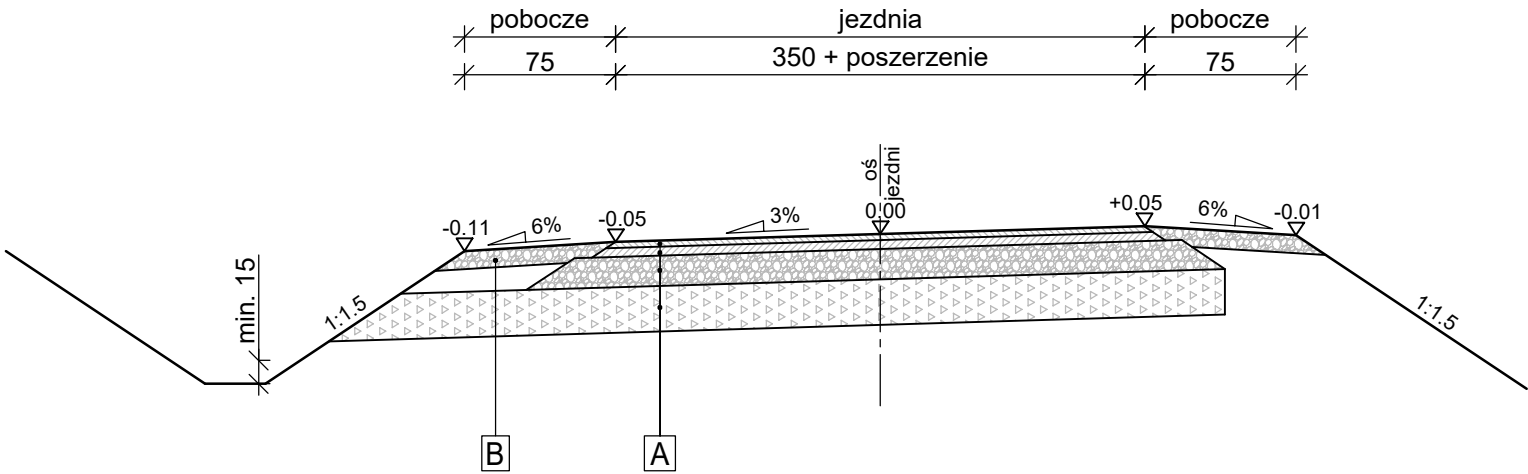 pobocze jezdnia pobocze
75 350 + poszerzenie 75
oś
jezdni
-0.11 6% -0.05 3% 0.00 +0.05 6% -0.01
min. 15
1:1.5
1:1.5
B A